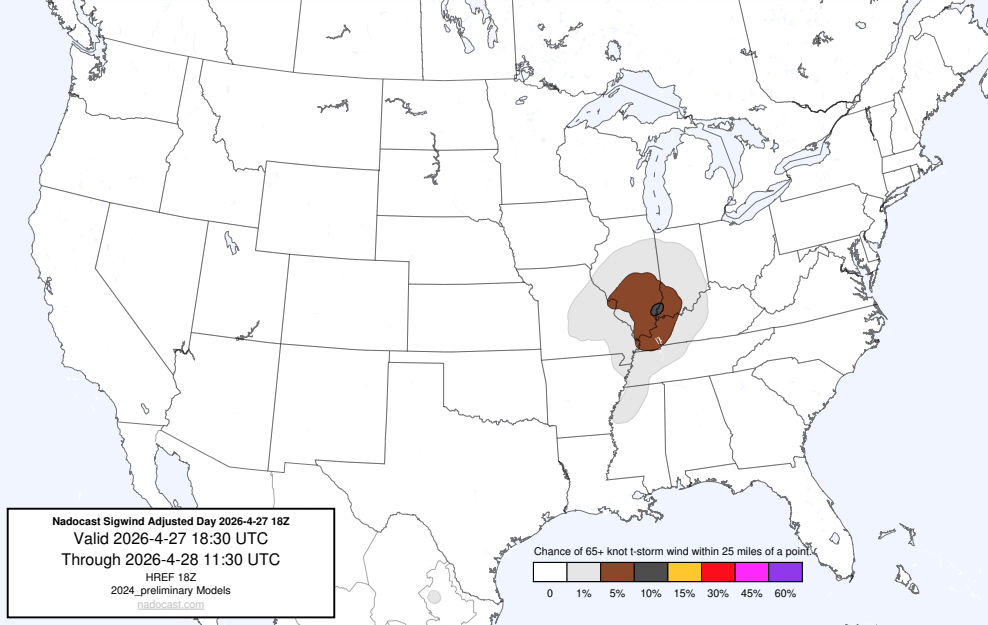 Nadocast Sigwind Adjusted Day 2026-4-27 18Z
Valid 2026-4-27 18:30 UTC
Through 2026-4-28 11:30 UTC
HREF 18Z
2024_preliminary Models
nadocast.com
Chance of 65+ knot t-storm wind within 25 miles of a point.
0 1% 5% 10% 15% 30% 45% 60%